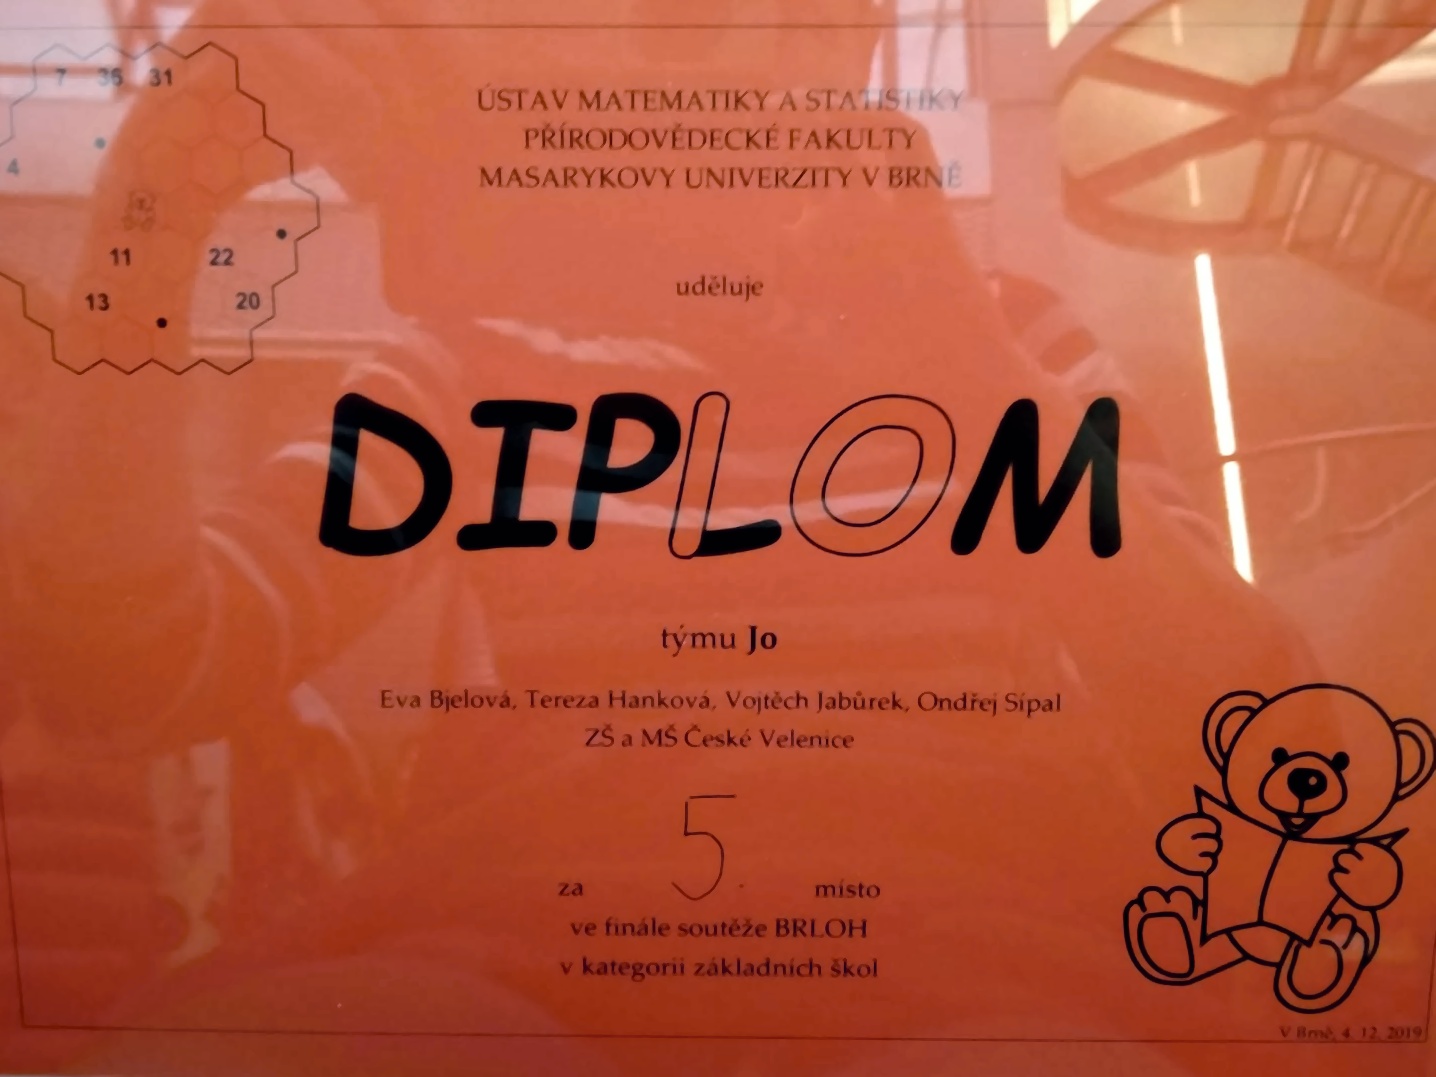 7 36 31
4
11 22
13 20
ÚSTAV MATEMATIKY A STATISTIKY
PŘÍRODOVĚDECKÉ FAKULTY
MASARYKOVY UNIVERZITY V BRNĚ
uděluje
DIPLOM
týmu Jo
Eva Bjelová, Tereza Hanková, Vojtěch Jabůrek, Ondřej Sípal
ZŠ a MŠ České Velenice
za 5. místo
ve finále soutěže BRLOH
v kategorii základních škol
V Brně, 4. 12. 2019